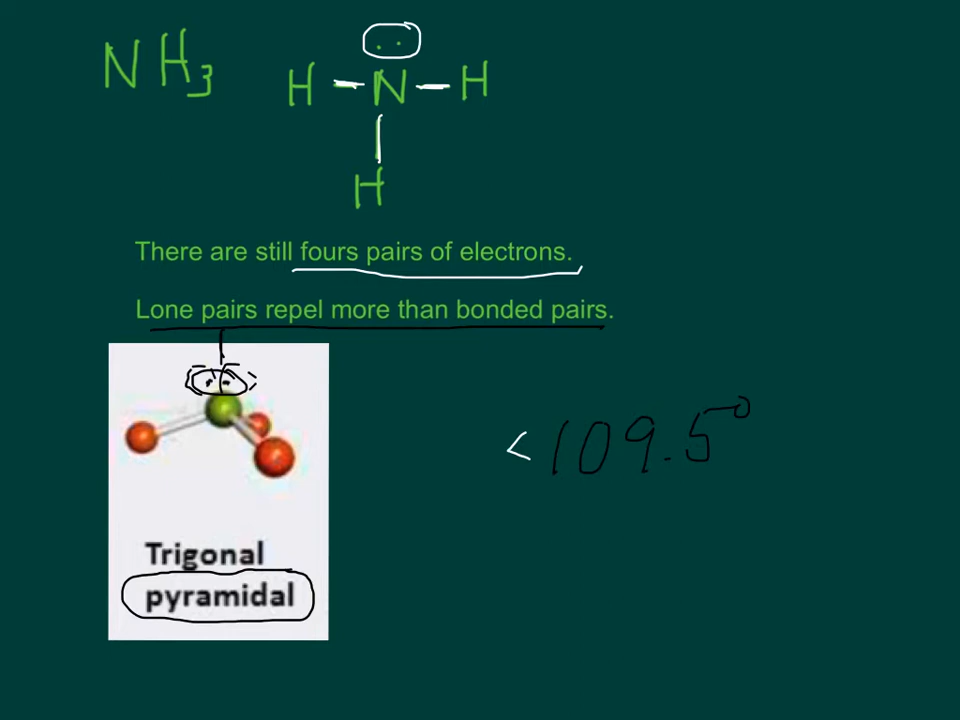 NH3
H - N - H
H
There are still fours pairs of electrons.
Lone pairs repel more than bonded pairs.
<109.5°
Trigonal
pyramidal